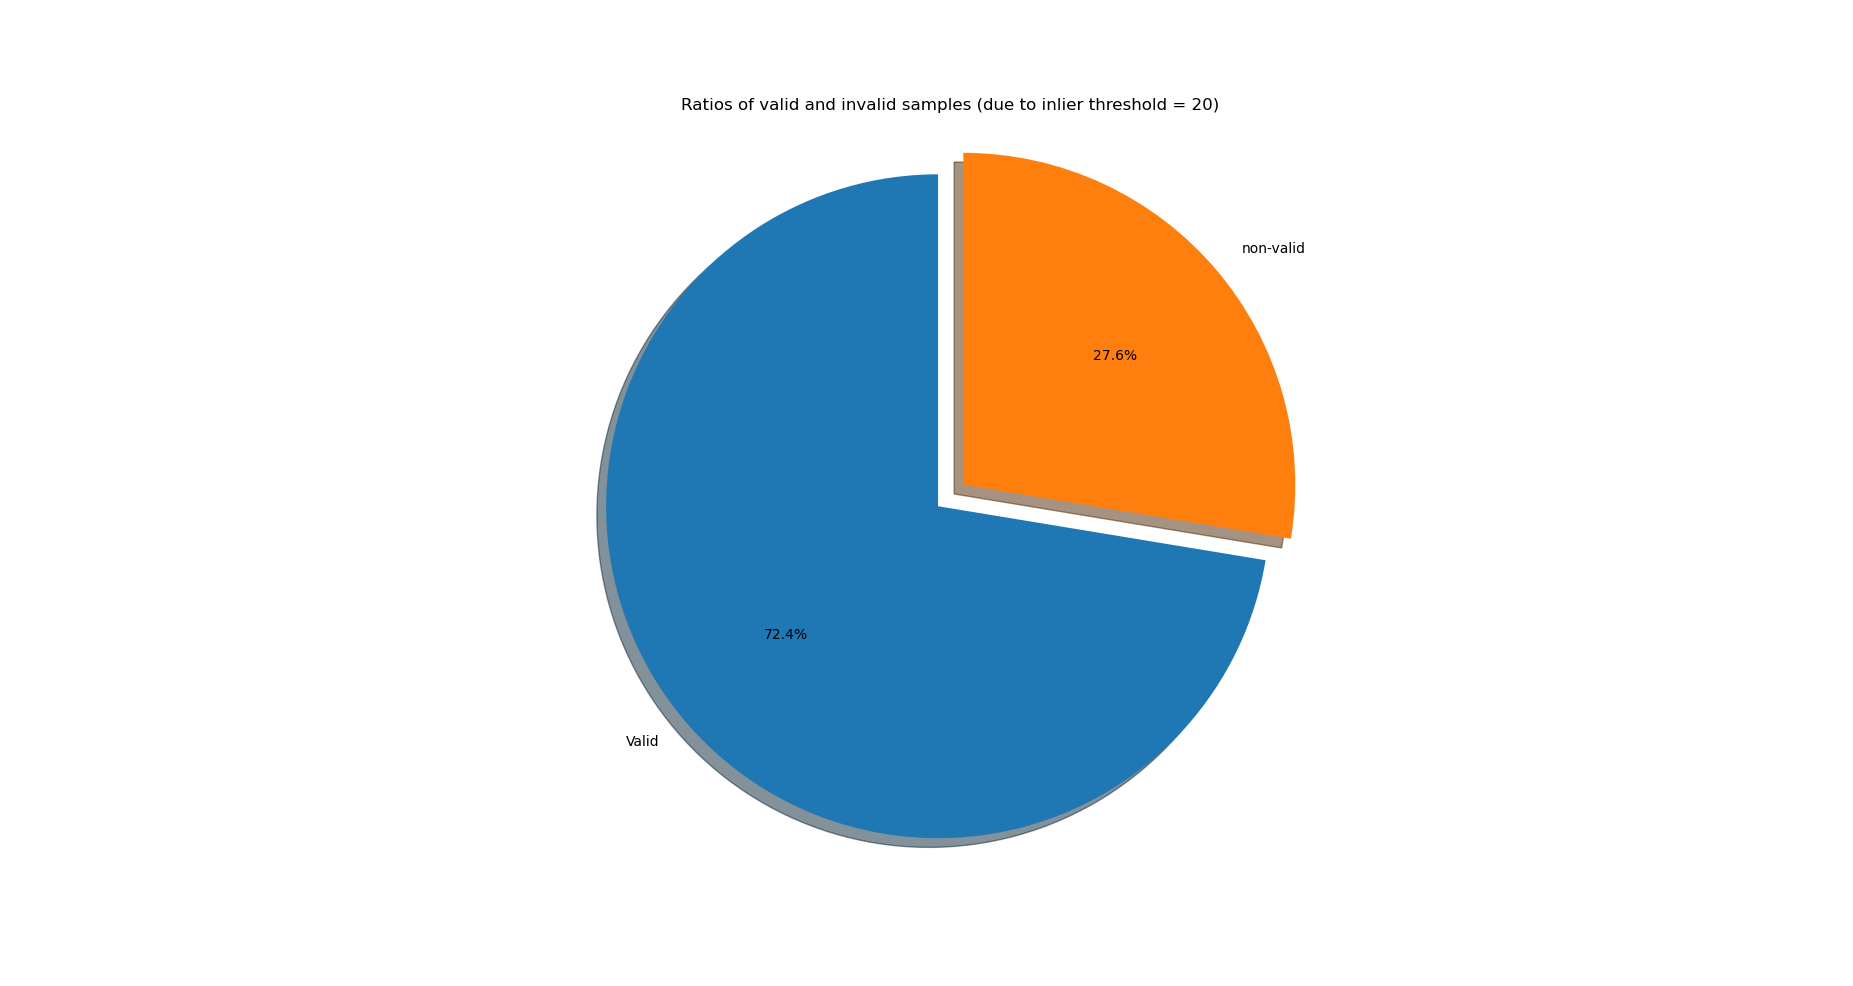 Ratios of valid and invalid samples (due to inlier threshold = 20)
non-valid
27.6%
72.4%
Valid